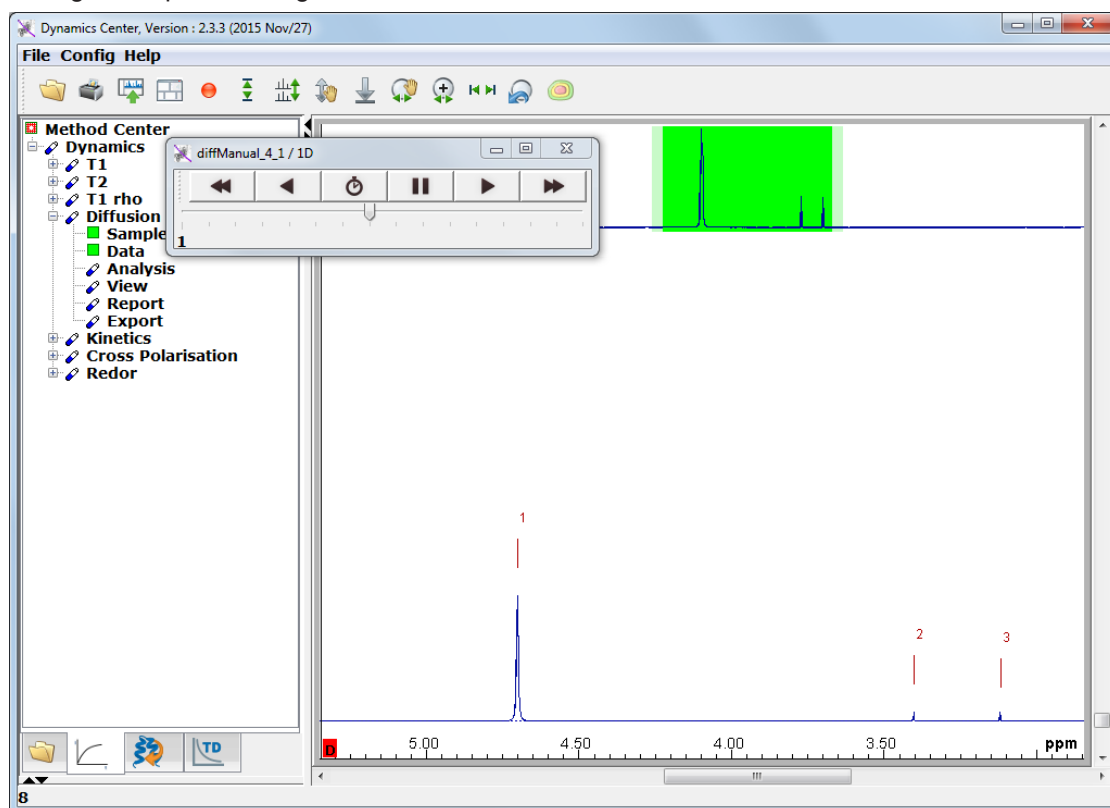 Dynamics Center, Version : 2.3.3 (2015 Nov/27)
File Config Help
Method Center
Dynamics
T1
T2
T1 rho
Diffusion
Sample
Data
Analysis
View
Report
Export
Kinetics
Cross Polarisation
Redor
diffManual_4_1 / 1D
1
1
2
3
D
5.00 4.50 4.00 3.50 ppm
TD
8